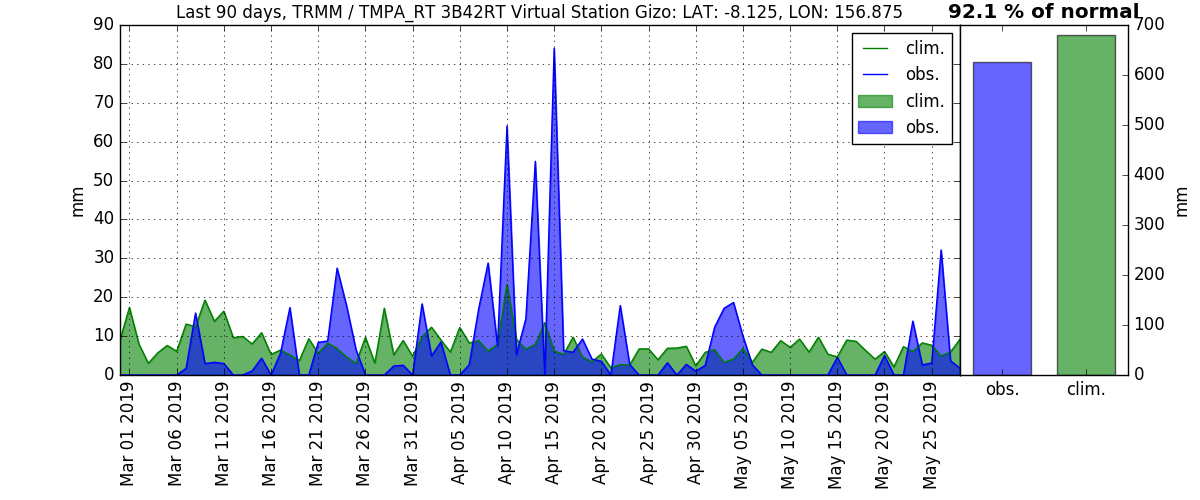 Last 90 days, TRMM / TMPA_RT 3B42RT Virtual Station Gizo: LAT: -8.125, LON: 156.875
92.1 % of normal
90
80
70
60
50
40
30
20
10
0
mm
clim.
obs.
clim.
obs.
700
600
500
400
300
200
100
0
mm
obs.
clim.
Mar 01 2019
Mar 06 2019
Mar 11 2019
Mar 16 2019
Mar 21 2019
Mar 26 2019
Mar 31 2019
Apr 05 2019
Apr 10 2019
Apr 15 2019
Apr 20 2019
Apr 25 2019
Apr 30 2019
May 05 2019
May 10 2019
May 15 2019
May 20 2019
May 25 2019